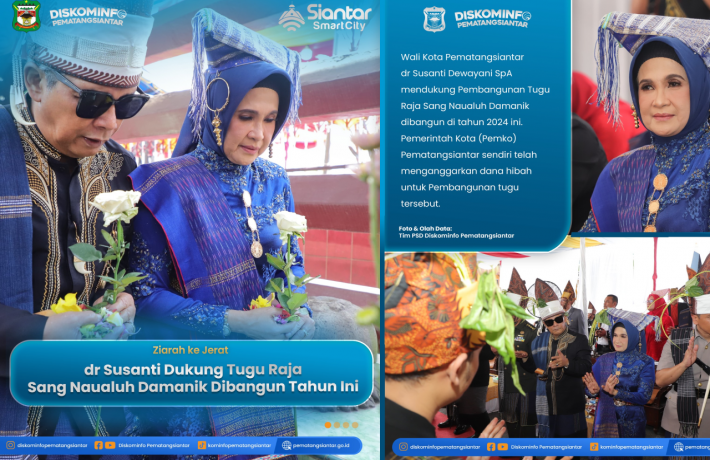 DISKOMINFO
PEMATANGSIANTAR
Siantar
SmartCity
Ziarah ke Jerat
dr Susanti Dukung Tugu Raja
Sang Naualuh Damanik Dibangun Tahun Ini
diskominfopematangsiantar
Diskominfo Pematangsiantar
kominfopematangsiantar
pematangsiantar.go.id
DISKOMINFO
PEMATANGSIANTAR
Wali Kota Pematangsiantar
dr Susanti Dewayani SpA
mendukung Pembangunan Tugu
Raja Sang Naualuh Damanik
dibangun di tahun 2024 ini.
Pemerintah Kota (Pemko)
Pematangsiantar sendiri telah
menganggarkan dana hibah
untuk Pembangunan tugu
tersebut.
Foto & Olah Data:
Tim PSD Diskominfo Pematangsiantar
diskominfopematangsiantar
Diskominfo Pematangsiantar
kominfopematangsiantar
pematang